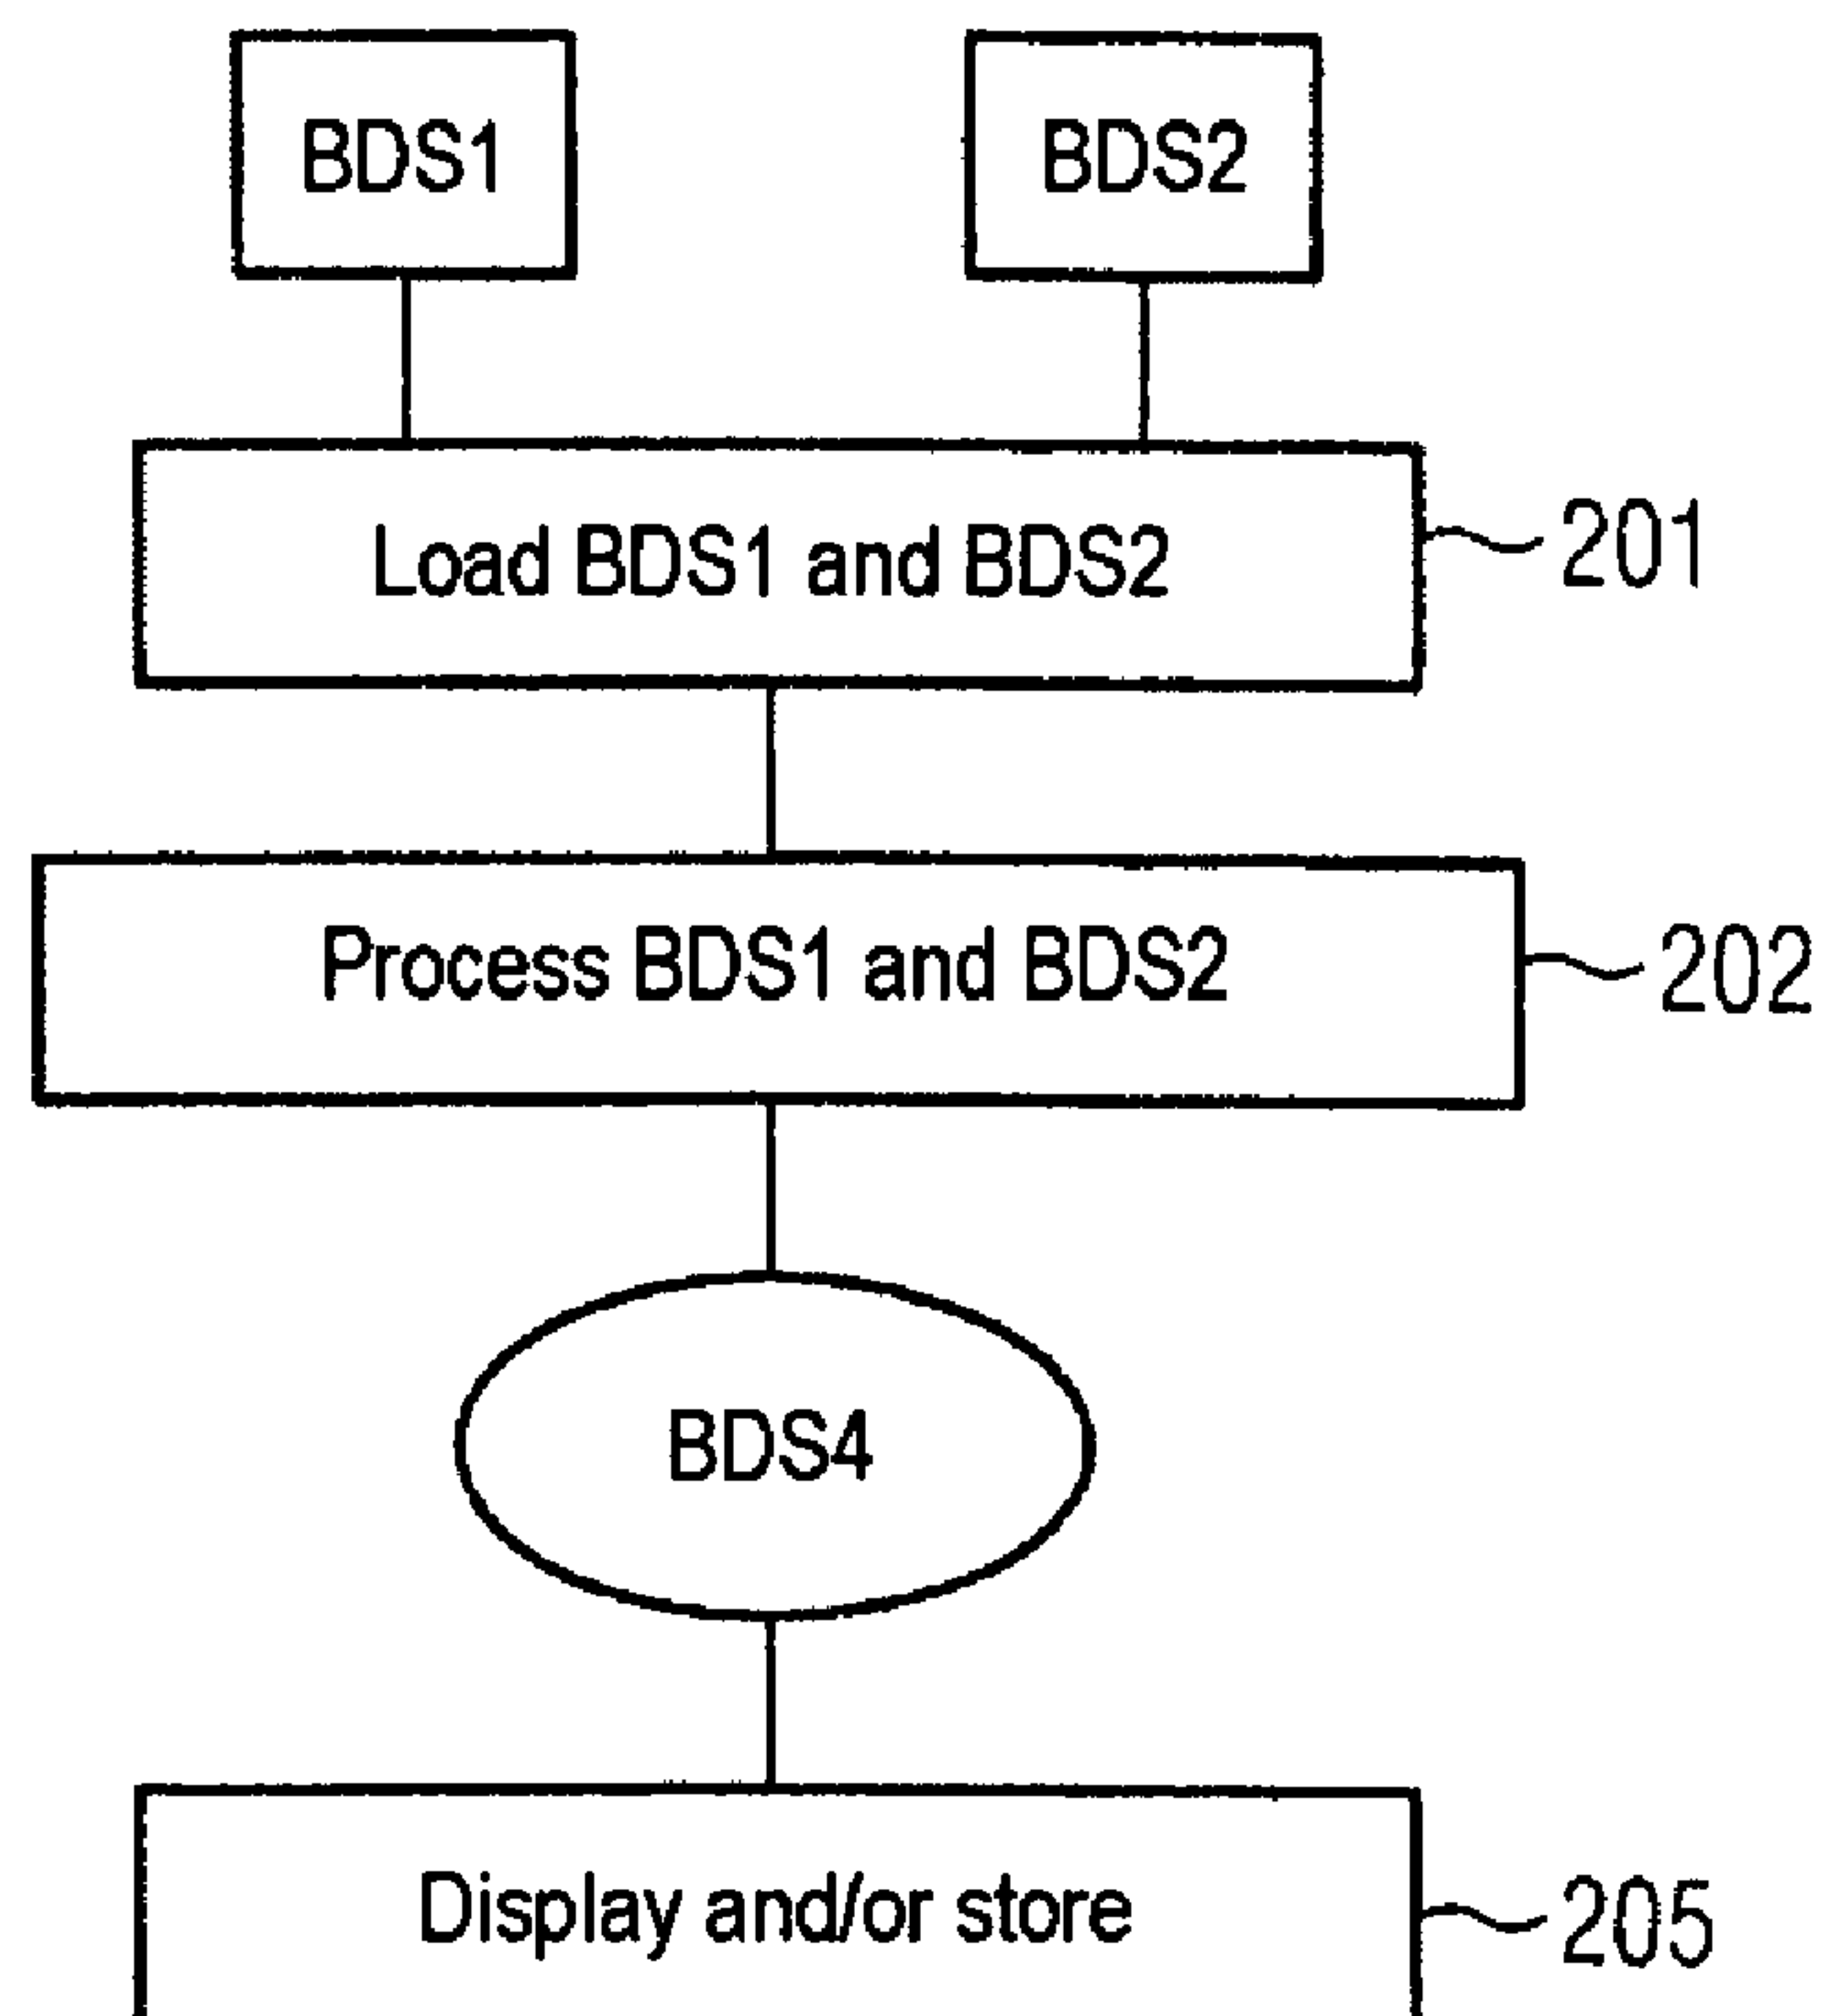 BDS1
BDS2
Load BDS1 and BDS2
201
Process BDS1 and BDS2
202
BDS4
Display and/or store
205